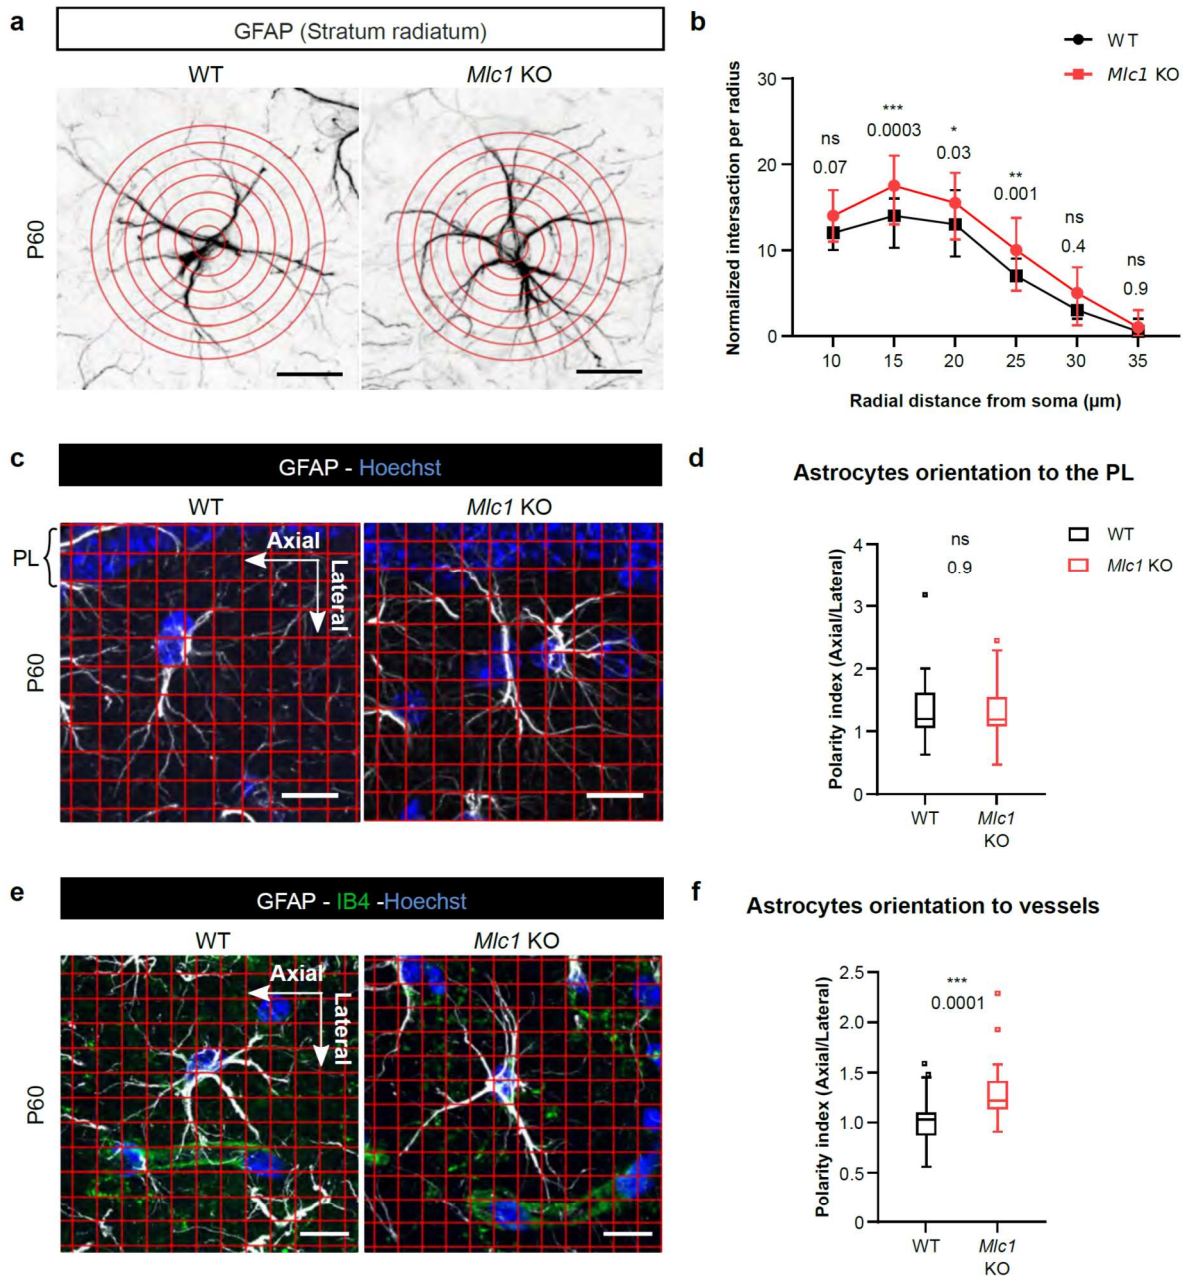 a
GFAP (Stratum radiatum)
WT
Mlc1 KO
P60
b
WT
Mlc1 KO
Normalized intersaction per radius
30
20
10
0
ns
0.07
***
0.0003
*
0.03
**
0.001
ns
0.4
ns
0.9
10 15 20 25 30 35
Radial distance from soma (µm)
c
GFAP - Hoechst
WT
Mlc1 KO
PL
Axial
Lateral
P60
d
Astrocytes orientation to the PL
WT
Mlc1 KO
Polarity index (Axial/Lateral)
4
3
2
1
0
ns
0.9
WT
Mlc1
KO
e
GFAP - IB4 -Hoechst
WT
Mlc1 KO
Axial
Lateral
P60
f
Astrocytes orientation to vessels
Polarity index (Axial/Lateral)
2.5
2.0
1.5
1.0
0.5
0
***
0.0001
WT
Mlc1
KO